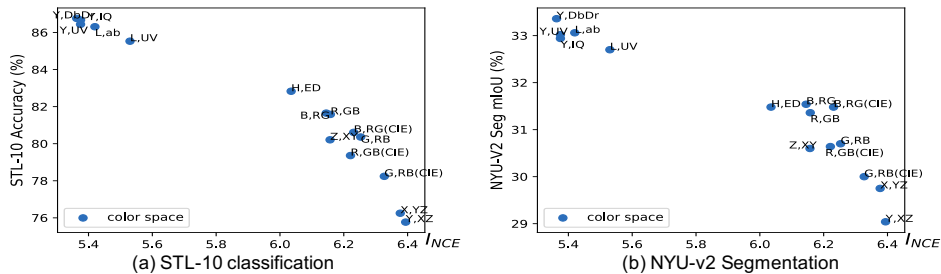 Y,DbDr
Y,IQ
Y,UV
L,ab
L,UV
H,ED
B,RG
R,GB
B,RG(CIE)
Z,XY
G,RB
R,GB(CIE)
G,RB(CIE)
X,YZ
Y,XZ
color space
STL-10 Accuracy (%)
86
84
82
80
78
76
5.4 5.6 5.8 6.0 6.2 6.4
I_NCE
(a) STL-10 classification
Y,DbDr
Y,UV
L,ab
Y,IQ
L,UV
H,ED
B,RG
B,RG(CIE)
R,GB
Z,XY
G,RB
R,GB(CIE)
G,RB(CIE)
X,YZ
Y,XZ
color space
NYU-V2 Seg mIoU (%)
33
32
31
30
29
5.4 5.6 5.8 6.0 6.2 6.4
I_NCE
(b) NYU-v2 Segmentation